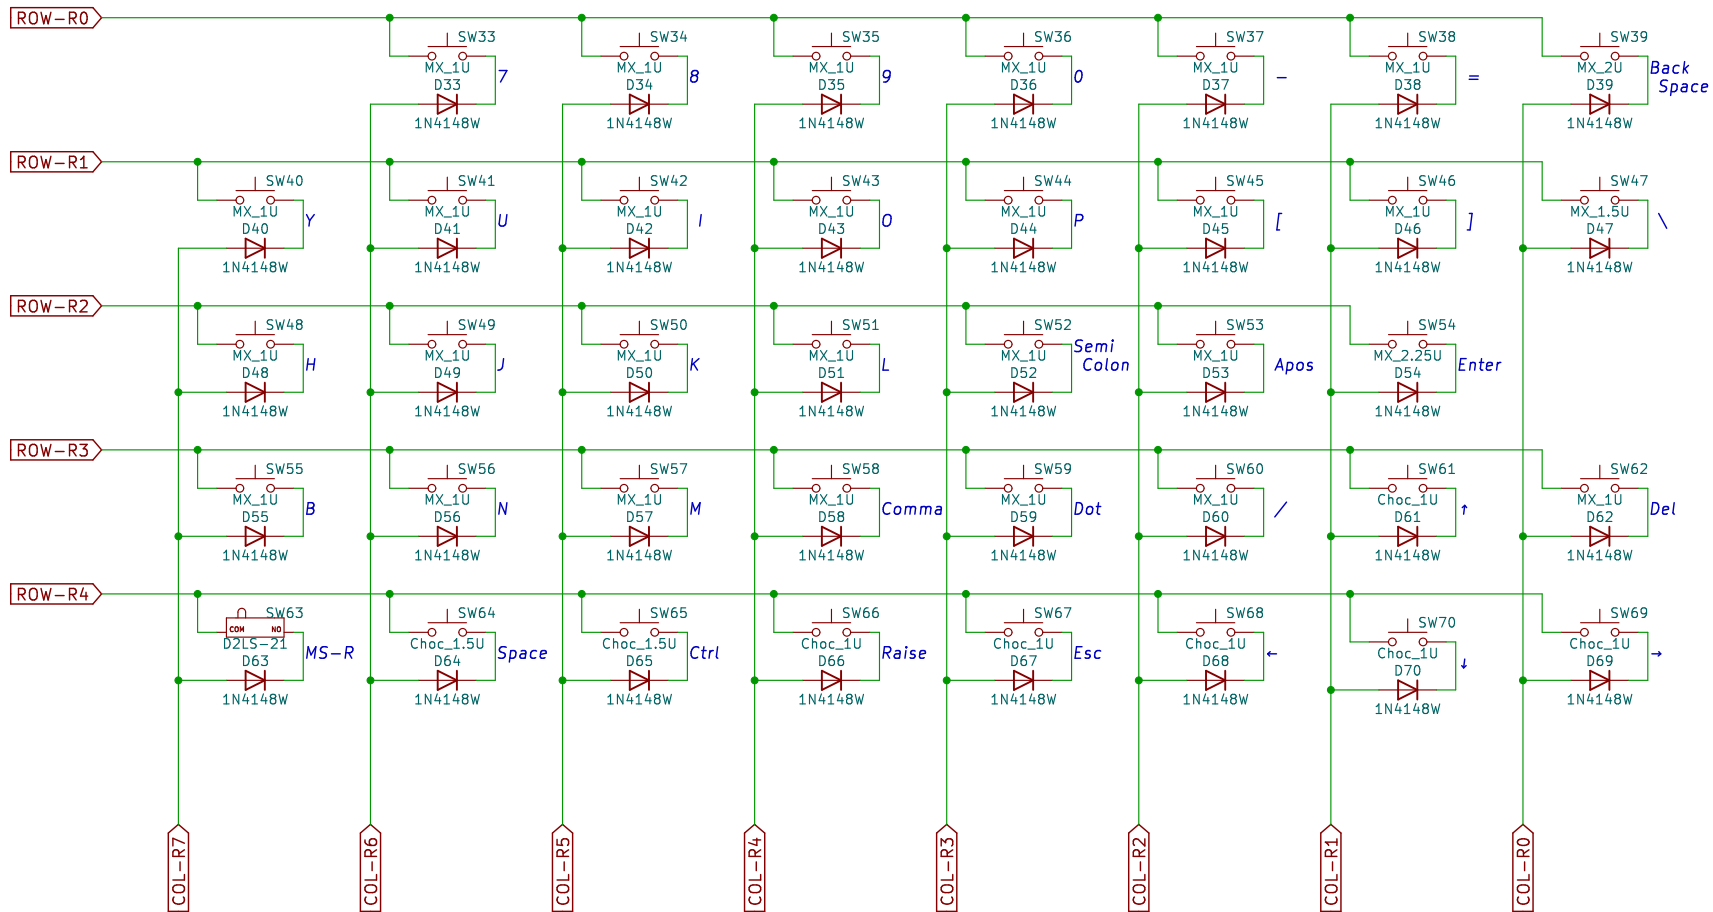 ROW-R0
SW33 SW34 SW35 SW36 SW37 SW38 SW39
MX_1U MX_1U MX_1U MX_1U MX_1U MX_1U MX_2U Back
7 8 9 0 - = Space
D33 D34 D35 D36 D37 D38 D39
1N4148W 1N4148W 1N4148W 1N4148W 1N4148W 1N4148W 1N4148W
ROW-R1
SW40 SW41 SW42 SW43 SW44 SW45 SW46 SW47
MX_1U MX_1U MX_1U MX_1U MX_1U MX_1U MX_1U MX_1.5U
Y U I O P [ ] \
D40 D41 D42 D43 D44 D45 D46 D47
1N4148W 1N4148W 1N4148W 1N4148W 1N4148W 1N4148W 1N4148W 1N4148W
ROW-R2
SW48 SW49 SW50 SW51 SW52 SW53 SW54
Semi
MX_1U MX_1U MX_1U MX_1U MX_1U MX_1U MX_2.25U
H J K L Colon Apos Enter
D48 D49 D50 D51 D52 D53 D54
1N4148W 1N4148W 1N4148W 1N4148W 1N4148W 1N4148W 1N4148W
ROW-R3
SW55 SW56 SW57 SW58 SW59 SW60 SW61 SW62
MX_1U MX_1U MX_1U MX_1U MX_1U MX_1U Choc_1U MX_1U
B N M Comma Dot / ↑ Del
D55 D56 D57 D58 D59 D60 D61 D62
1N4148W 1N4148W 1N4148W 1N4148W 1N4148W 1N4148W 1N4148W 1N4148W
ROW-R4
SW63 SW64 SW65 SW66 SW67 SW68 SW70 SW69
COM NO
D2LS-21 Choc_1.5U Choc_1.5U Choc_1U Choc_1U Choc_1U Choc_1U Choc_1U
MS-R Space Ctrl Raise Esc ← ↓ →
D63 D64 D65 D66 D67 D68 D70 D69
1N4148W 1N4148W 1N4148W 1N4148W 1N4148W 1N4148W 1N4148W 1N4148W
COL-R7 COL-R6 COL-R5 COL-R4 COL-R3 COL-R2 COL-R1 COL-R0